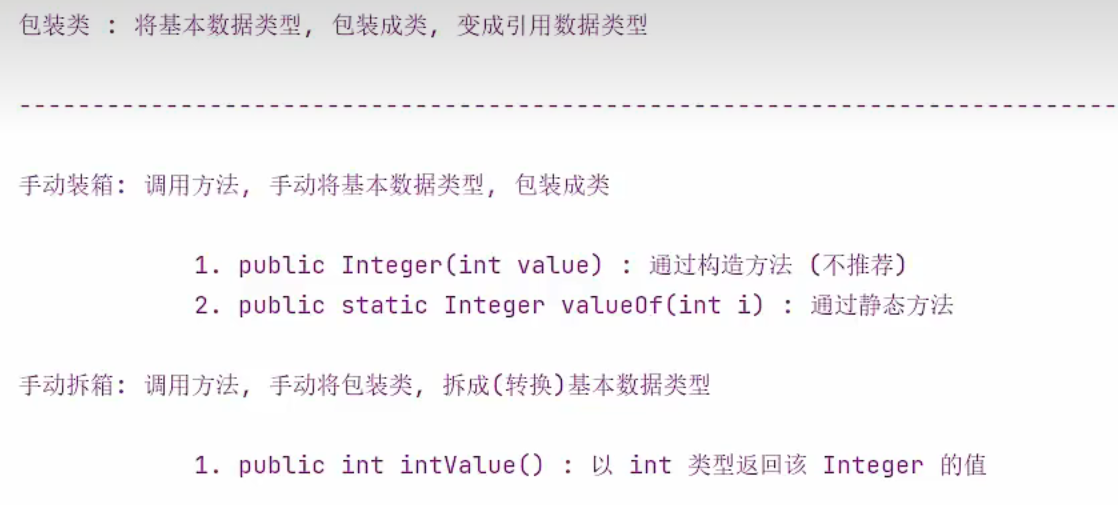 包装类 : 将基本数据类型, 包装成类, 变成引用数据类型
--------------------------------------------------------------------------
手动装箱: 调用方法, 手动将基本数据类型, 包装成类
1. public Integer(int value) : 通过构造方法 (不推荐)
2. public static Integer valueOf(int i) : 通过静态方法
手动拆箱: 调用方法, 手动将包装类, 拆成(转换)基本数据类型
1. public int intValue() : 以 int 类型返回该 Integer 的值